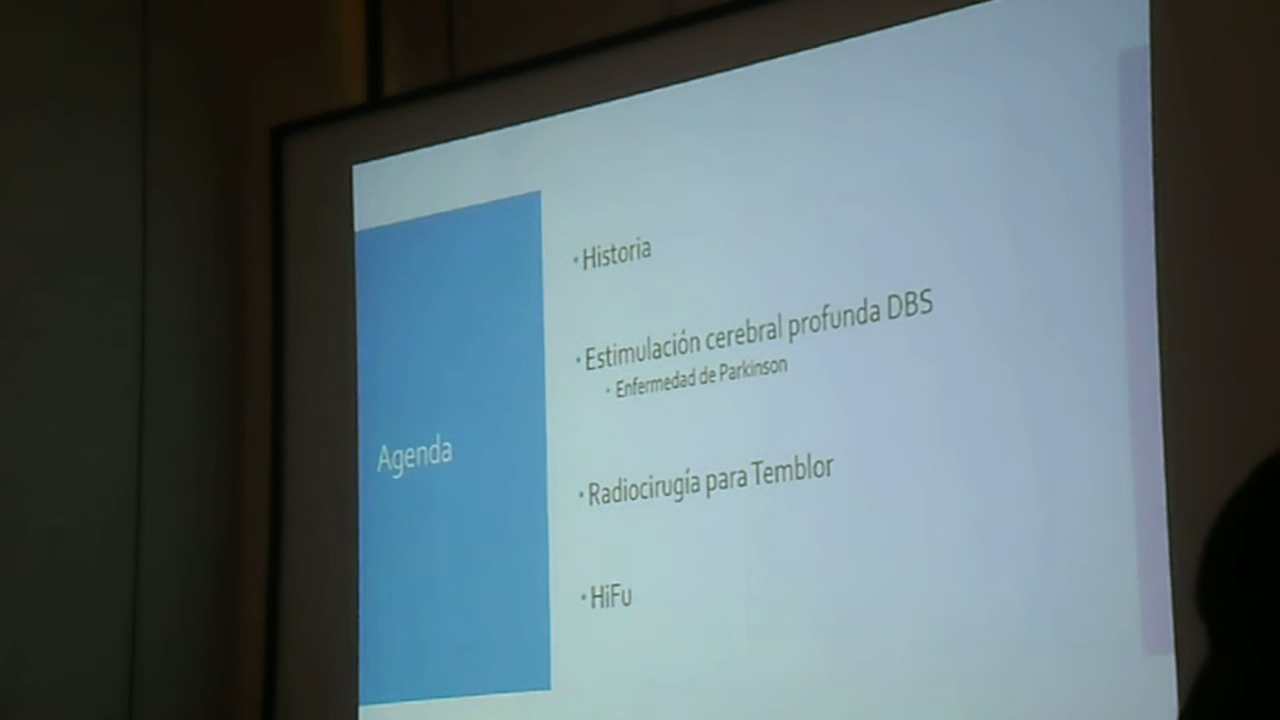 Agenda
• Historia
• Estimulación cerebral profunda DBS
• Enfermedad de Parkinson
• Radiocirugía para Temblor
• HiFu